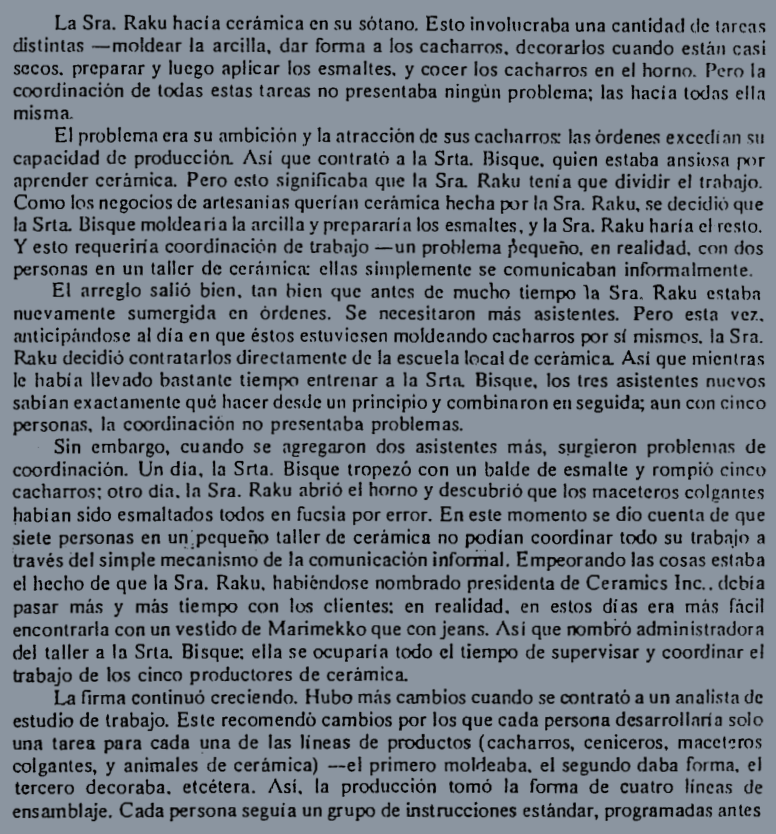 La Sra. Raku hacía cerámica en su sótano. Esto involucraba una cantidad de tareas
distintas —moldear la arcilla, dar forma a los cacharros, decorarlos cuando están casi
secos, preparar y luego aplicar los esmaltes, y cocer los cacharros en el horno. Pero la
coordinación de todas estas tareas no presentaba ningún problema; las hacía todas ella
misma.
El problema era su ambición y la atracción de sus cacharros: las órdenes excedían su
capacidad de producción. Así que contrató a la Srta. Bisque, quien estaba ansiosa por
aprender cerámica. Pero esto significaba que la Sra. Raku tenía que dividir el trabajo.
Como los negocios de artesanías querían cerámica hecha por la Sra. Raku, se decidió que
la Srta. Bisque moldearía la arcilla y prepararía los esmaltes, y la Sra. Raku haría el resto.
Y esto requeriría coordinación de trabajo —un problema pequeño, en realidad, con dos
personas en un taller de cerámica: ellas simplemente se comunicaban informalmente.
El arreglo salió bien, tan bien que antes de mucho tiempo la Sra. Raku estaba
nuevamente sumergida en órdenes. Se necesitaron más asistentes. Pero esta vez,
anticipándose al día en que éstos estuviesen moldeando cacharros por sí mismos, la Sra.
Raku decidió contratarlos directamente de la escuela local de cerámica. Así que mientras
le había llevado bastante tiempo entrenar a la Srta. Bisque, los tres asistentes nuevos
sabían exactamente qué hacer desde un principio y combinaron en seguida; aun con cinco
personas, la coordinación no presentaba problemas.
Sin embargo, cuando se agregaron dos asistentes más, surgieron problemas de
coordinación. Un día, la Srta. Bisque tropezó con un balde de esmalte y rompió cinco
cacharros; otro día, la Sra. Raku abrió el horno y descubrió que los maceteros colgantes
habían sido esmaltados todos en fucsia por error. En este momento se dio cuenta de que
siete personas en un pequeño taller de cerámica no podían coordinar todo su trabajo a
través del simple mecanismo de la comunicación informal. Empeorando las cosas estaba
el hecho de que la Sra. Raku, habiéndose nombrado presidenta de Ceramics Inc., debía
pasar más y más tiempo con los clientes; en realidad, en estos días era más fácil
encontrarla con un vestido de Marimekko que con jeans. Así que nombró administradora
del taller a la Srta. Bisque; ella se ocuparía todo el tiempo de supervisar y coordinar el
trabajo de los cinco productores de cerámica.
La firma continuó creciendo. Hubo más cambios cuando se contrató a un analista de
estudio de trabajo. Este recomendó cambios por los que cada persona desarrollaría solo
una tarea para cada una de las líneas de productos (cacharros, ceniceros, maceteros
colgantes, y animales de cerámica) —el primero moldeaba, el segundo daba forma, el
tercero decoraba, etcétera. Así, la producción tomó la forma de cuatro líneas de
ensamblaje. Cada persona seguía un grupo de instrucciones estándar, programadas antes